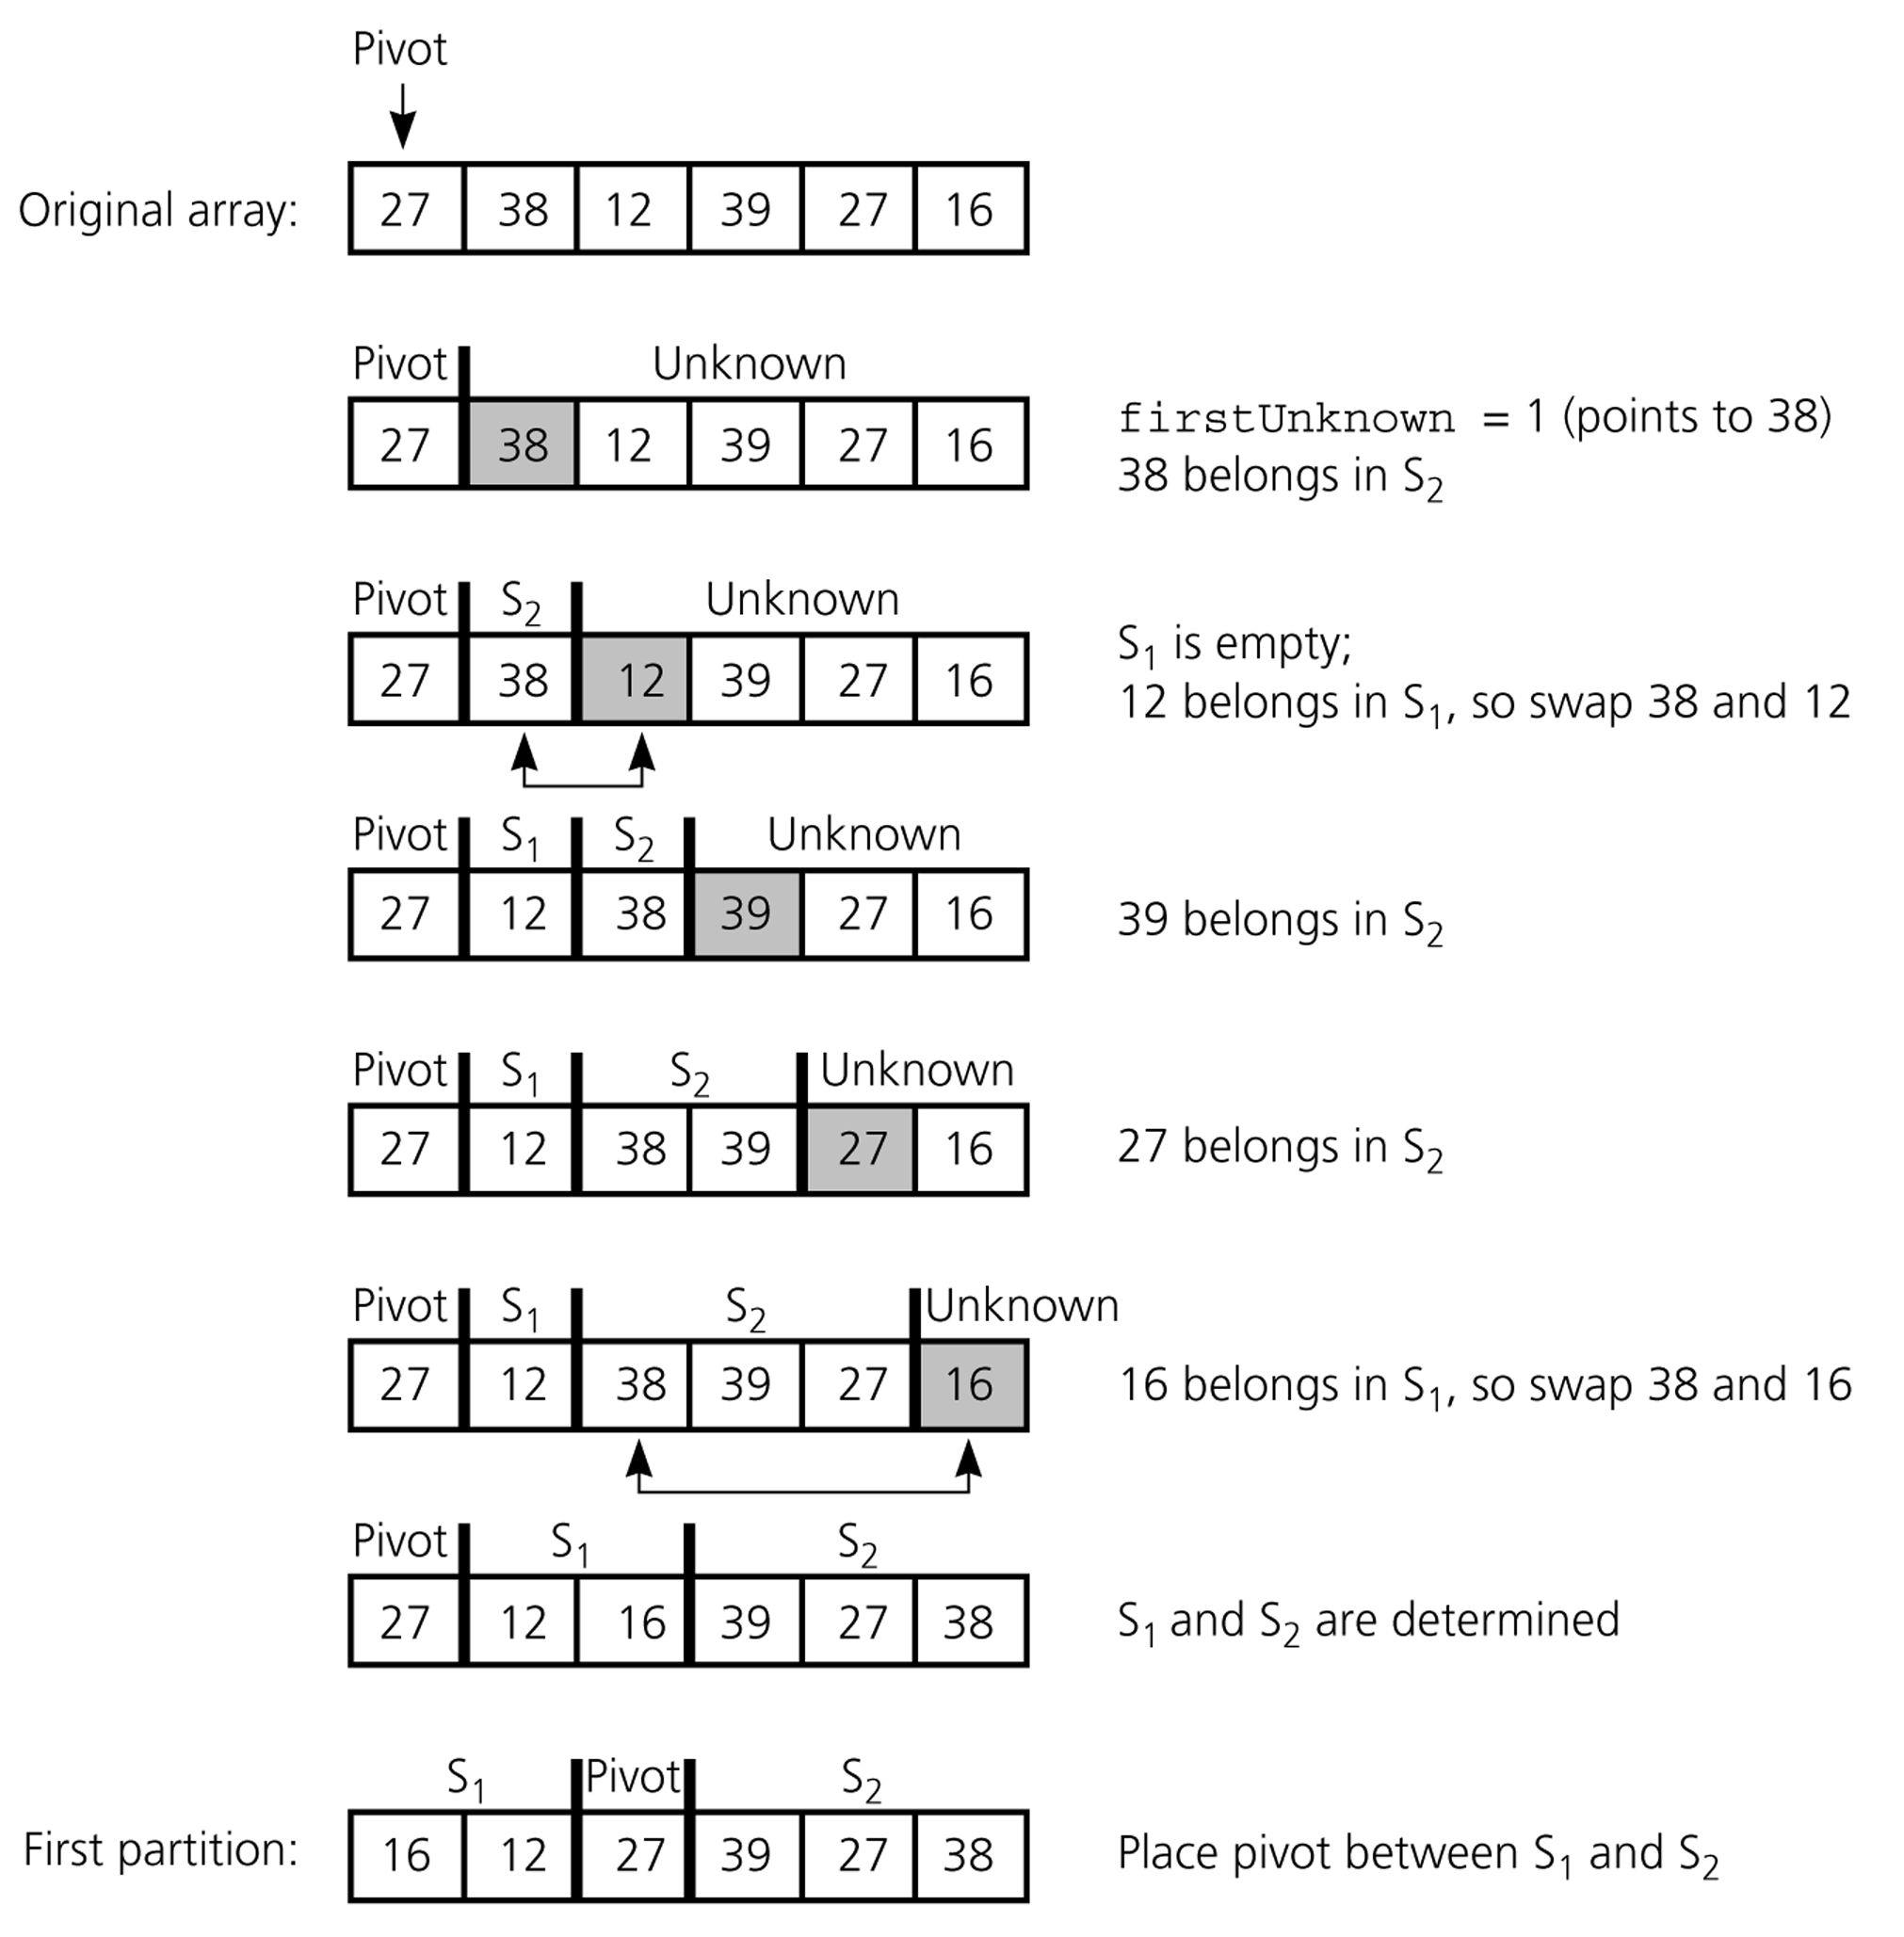 Pivot
Original array: 27 38 12 39 27 16
Pivot Unknown
27 38 12 39 27 16
firstUnknown = 1 (points to 38)
38 belongs in S2
Pivot S2 Unknown
27 38 12 39 27 16
S1 is empty;
12 belongs in S1, so swap 38 and 12
Pivot S1 S2 Unknown
27 12 38 39 27 16
39 belongs in S2
Pivot S1 S2 Unknown
27 12 38 39 27 16
27 belongs in S2
Pivot S1 S2 Unknown
27 12 38 39 27 16
16 belongs in S1, so swap 38 and 16
Pivot S1 S2
27 12 16 39 27 38
S1 and S2 are determined
S1 Pivot S2
First partition: 16 12 27 39 27 38
Place pivot between S1 and S2